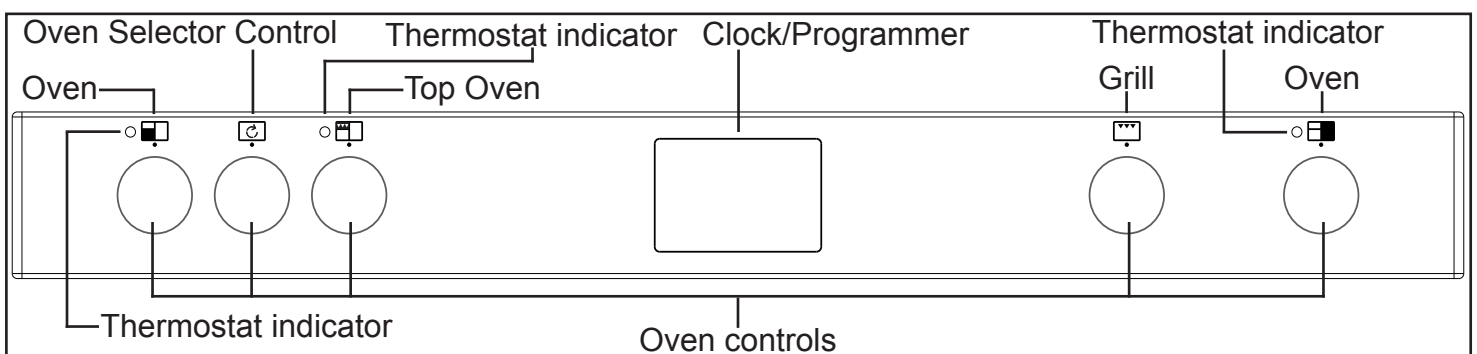 Oven Selector Control
Thermostat indicator
Clock/Programmer
Thermostat indicator
Oven
Top Oven
Grill
Oven
Thermostat indicator
Oven controls